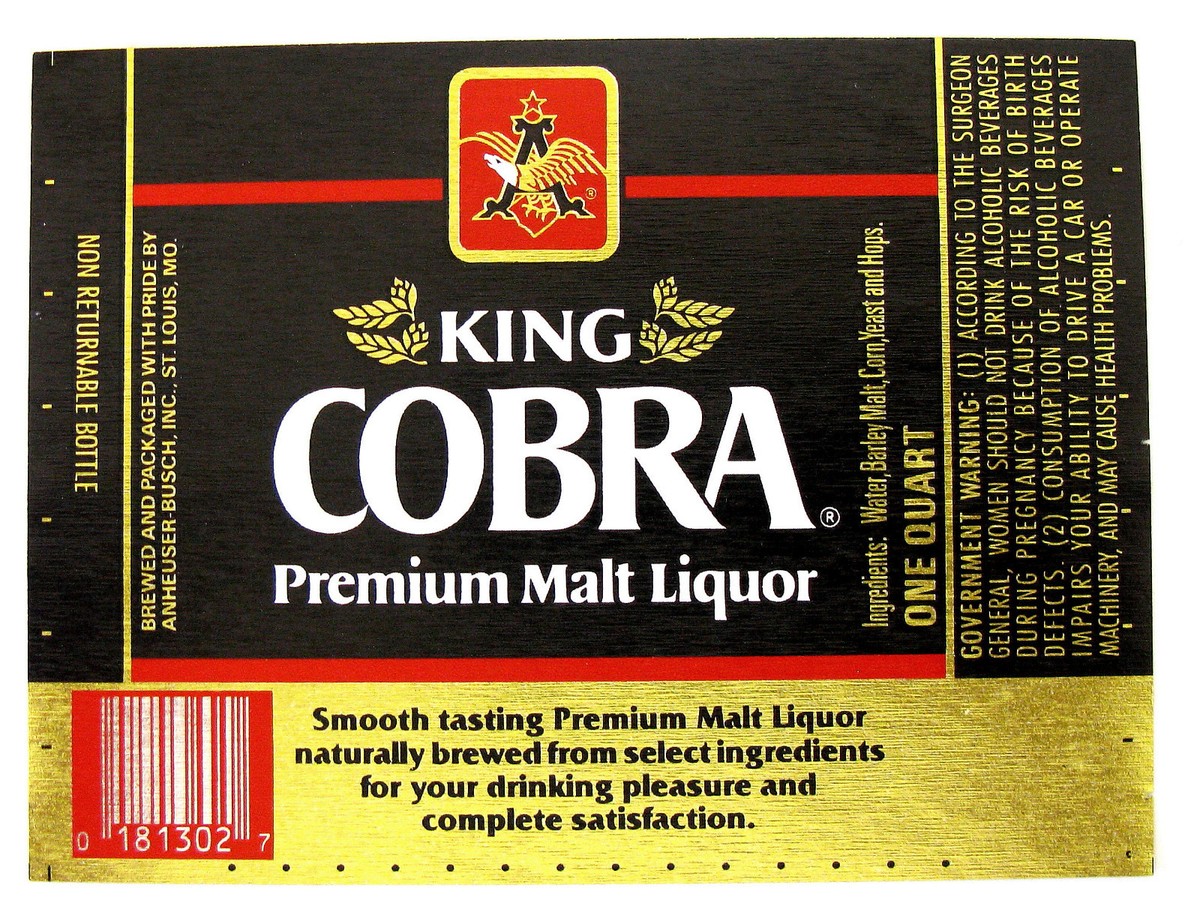 NON RETURNABLE BOTTLE
BREWED AND PACKAGED WITH PRIDE BY
ANHEUSER-BUSCH, INC., ST. LOUIS, MO.
A
®
KING
COBRA®
Premium Malt Liquor
Ingredients: Water, Barley Malt, Corn, Yeast and Hops.
ONE QUART
GOVERNMENT WARNING: (1) ACCORDING TO THE SURGEON
GENERAL, WOMEN SHOULD NOT DRINK ALCOHOLIC BEVERAGES
DURING PREGNANCY BECAUSE OF THE RISK OF BIRTH
DEFECTS. (2) CONSUMPTION OF ALCOHOLIC BEVERAGES
IMPAIRS YOUR ABILITY TO DRIVE A CAR OR OPERATE
MACHINERY, AND MAY CAUSE HEALTH PROBLEMS.
Smooth tasting Premium Malt Liquor
naturally brewed from select ingredients
for your drinking pleasure and
complete satisfaction.
0 181302 7